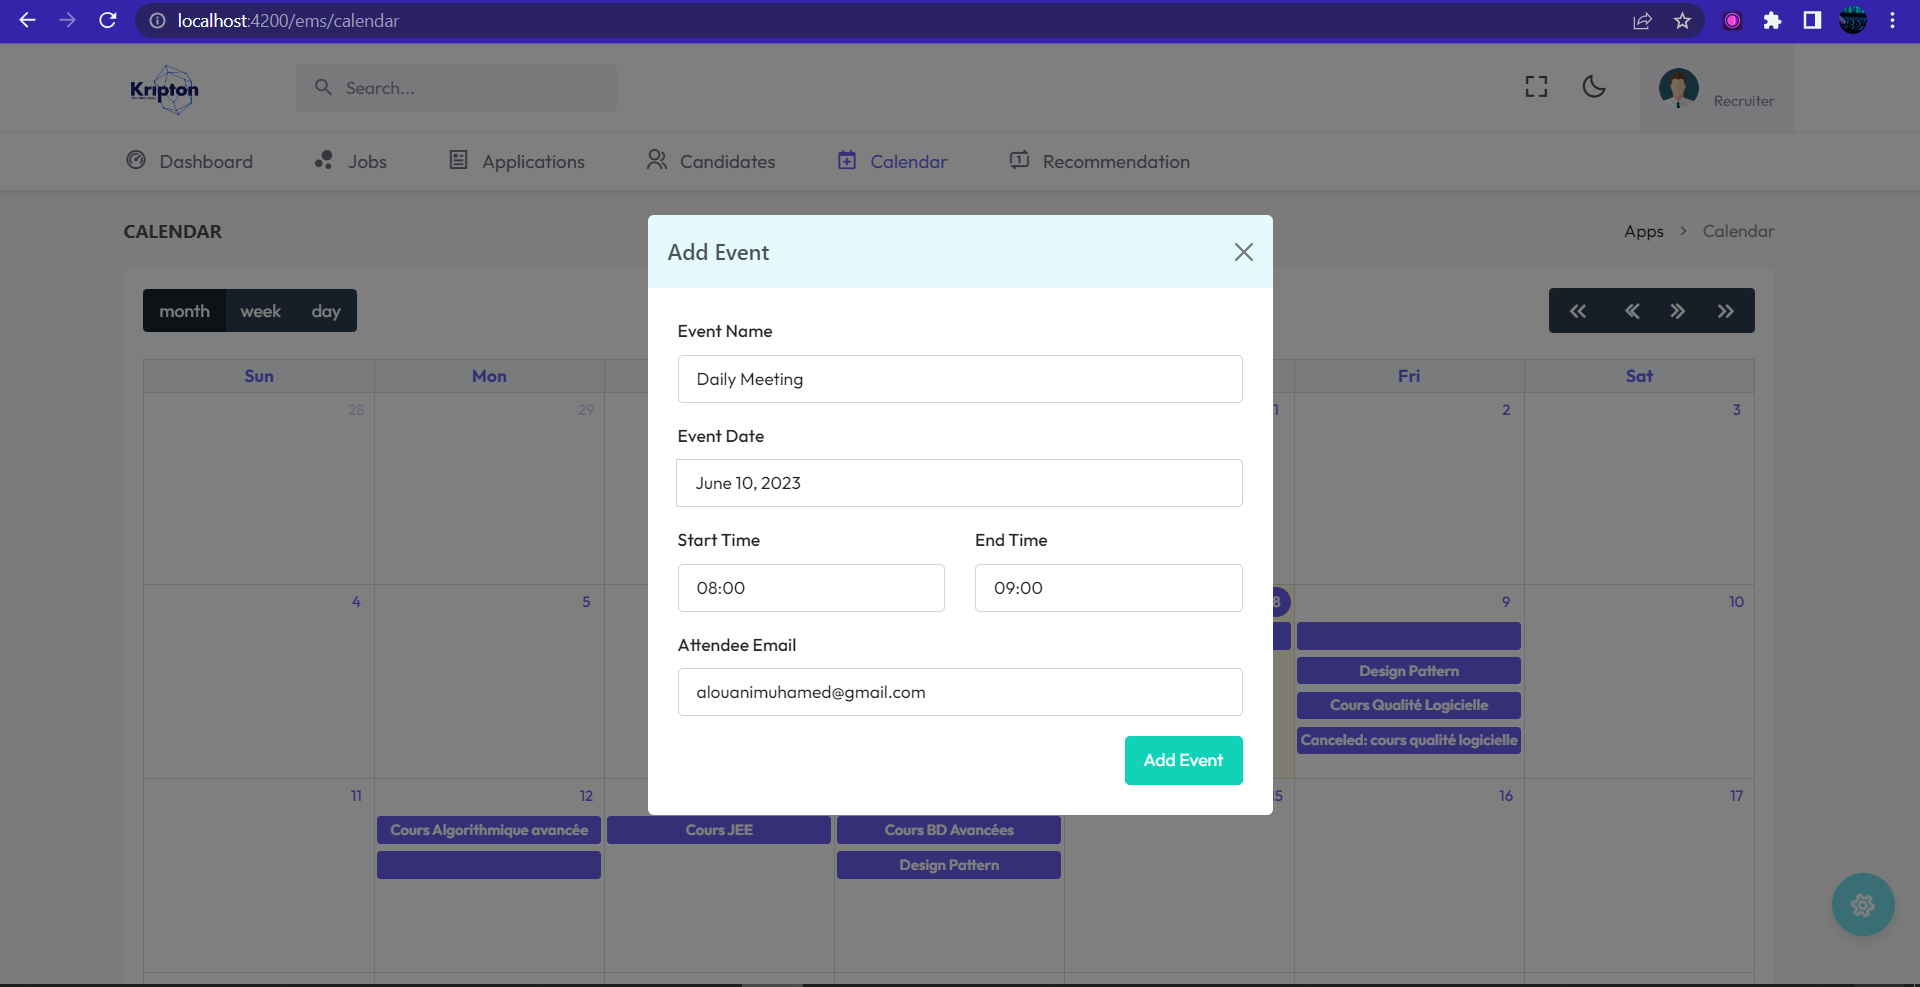 localhost:4200/ems/calendar
Kripton
Search...
Recruiter
Dashboard
Jobs
Applications
Candidates
Calendar
Recommendation
CALENDAR
Apps
Calendar
month
week
day
Add Event
Event Name
Daily Meeting
Event Date
June 10, 2023
Start Time
End Time
08:00
09:00
Attendee Email
alouanimuhamed@gmail.com
Add Event
Sun
Mon
Fri
Sat
28
29
1
2
3
4
5
8
9
10
Design Pattern
Cours Qualité Logicielle
Canceled: cours qualité logicielle
11
12
15
16
17
Cours Algorithmique avancée
Cours JEE
Cours BD Avancées
Design Pattern